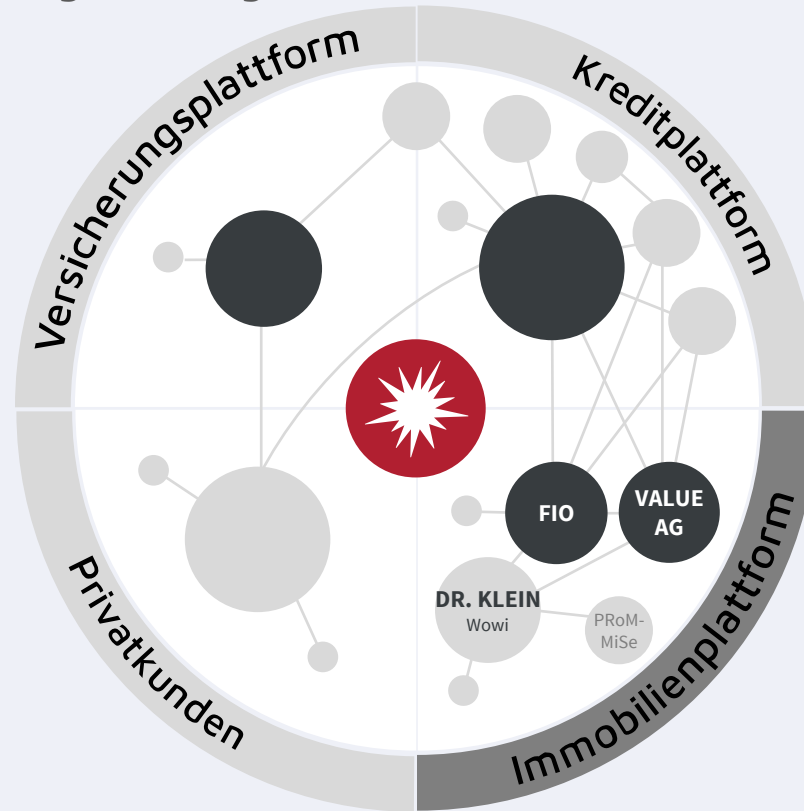 Versicherungsplattform
Kreditplattform
FIO
VALUE
AG
DR. KLEIN
Wowi
PRoM-
MiSe
Privatkunden
Immobilienplattform